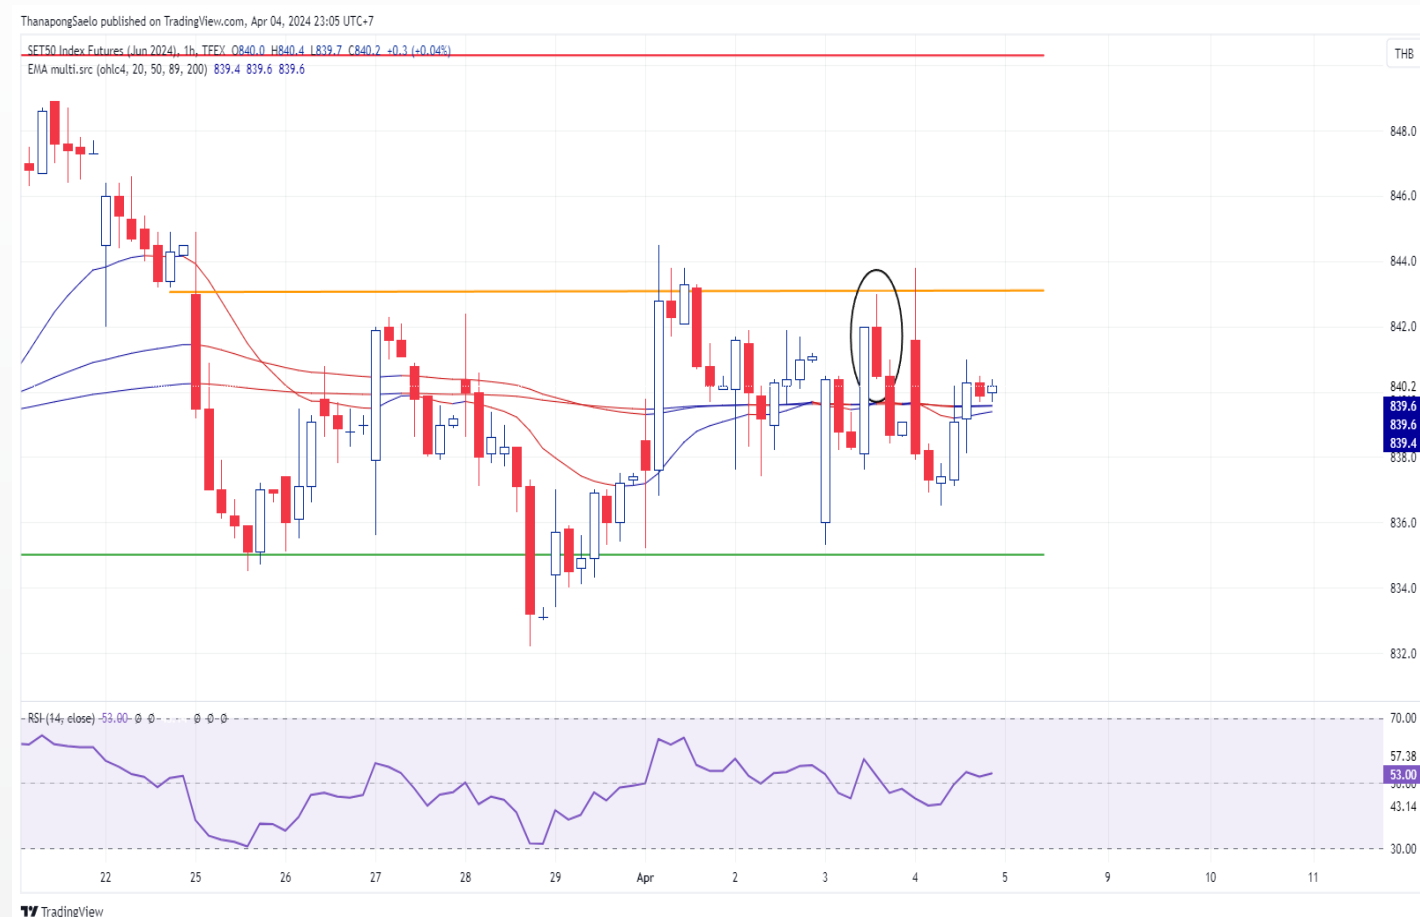 ThanapongSaelo published on TradingView.com, Apr 04, 2024 23:05 UTC+7
SET50 Index Futures (Jun 2024), 1h, TFEX O840.0 H840.4 L839.7 C840.2 +0.3 (+0.04%)
THB
EMA multi.src (ohlc4, 20, 50, 89, 200) 839.4 839.6 839.6
848.0
846.0
844.0
842.0
840.2
839.6
839.6
839.4
838.0
836.0
834.0
832.0
RSI (14, close) 53.00 Ø Ø Ø Ø Ø
70.00
57.38
53.00
50.00
43.14
30.00
22 25 26 27 28 29 Apr 2 3 4 5 9 10 11
TradingView